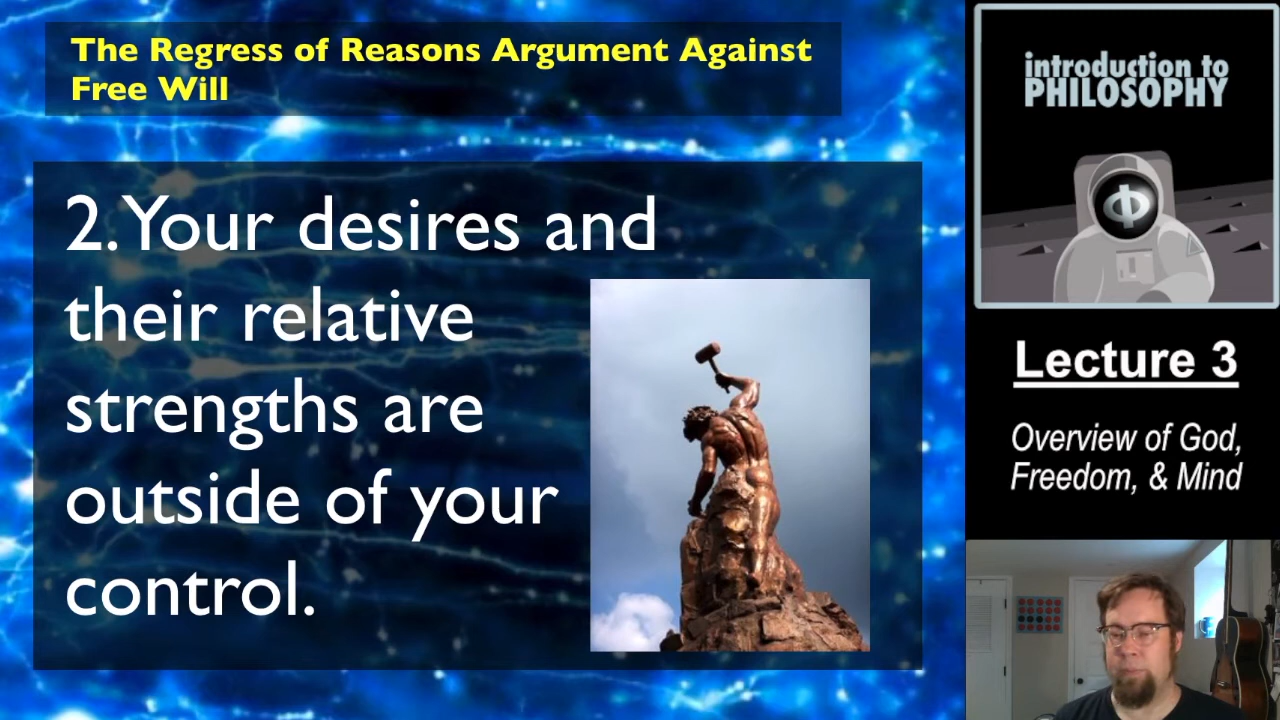 The Regress of Reasons Argument Against
Free Will
2. Your desires and
their relative
strengths are
outside of your
control.
introduction to
PHILOSOPHY
Φ
Lecture 3
Overview of God,
Freedom, & Mind